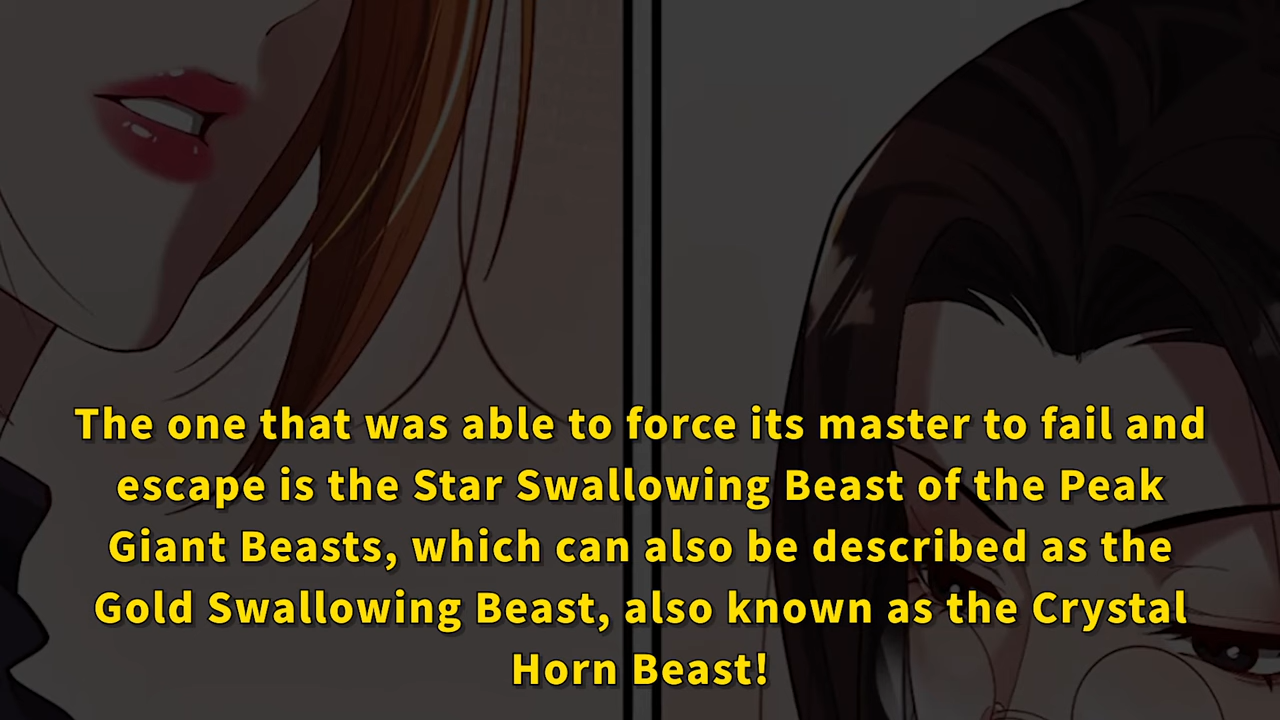 The one that was able to force its master to fail and
escape is the Star Swallowing Beast of the Peak
Giant Beasts, which can also be described as the
Gold Swallowing Beast, also known as the Crystal
Horn Beast!